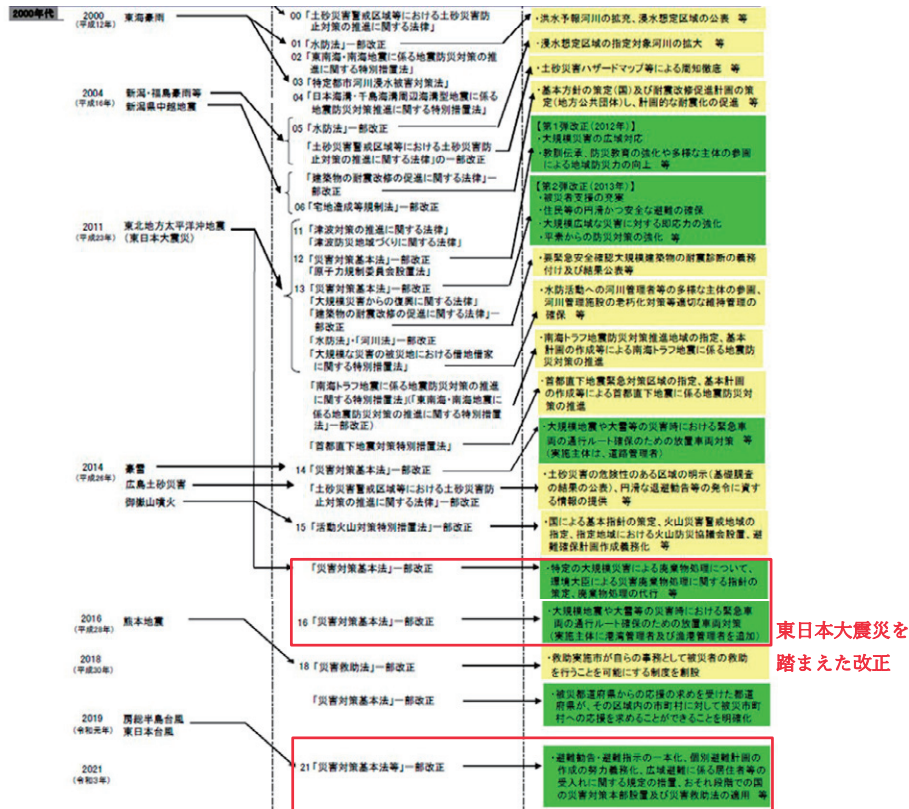 2000年代
2000
(平成12年)
東海豪雨
00「土砂災害警戒区域等における土砂災害防
止対策の推進に関する法律」
・洪水予報河川の拡充、浸水想定区域の公表　等
01「水防法」一部改正
・浸水想定区域の指定対象河川の拡大　等
02「東南海・南海地震に係る地震防災対策の推
進に関する特別措置法」
03「特定都市河川浸水被害対策法」
04「日本海溝・千島海溝周辺海溝型地震に係る
地震防災対策推進に関する特別措置法」
・土砂災害ハザードマップ等による周知徹底　等
2004
(平成16年)
新潟・福島豪雨等
新潟県中越地震
・基本方針の策定(国)及び耐震改修促進計画の策
定(地方公共団体)し、計画的な耐震化の促進　等
05「水防法」一部改正
「土砂災害警戒区域等における土砂災害防
止対策の推進に関する法律」の一部改正
【第1弾改正(2012年)】
・大規模災害の広域対応
・教訓伝承、防災教育の強化や多様な主体の参画
による地域防災力の向上　等
「建築物の耐震改修の促進に関する法律」一
部改正
06「宅地造成等規制法」一部改正
【第2弾改正(2013年)】
・被災者支援の充実
・住民等の円滑かつ安全な避難の確保
・大規模広域な災害に対する即応力の強化
・平素からの防災対策の強化　等
2011
(平成23年)
東北地方太平洋沖地震
(東日本大震災)
11「津波対策の推進に関する法律」
「津波防災地域づくりに関する法律」
12「災害対策基本法」一部改正
「原子力規制委員会設置法」
・要緊急安全確認大規模建築物の耐震診断の義務
付け及び結果公表等
13「災害対策基本法」一部改正
「大規模災害からの復興に関する法律」
「建築物の耐震改修の促進に関する法律」一
部改正
「水防法」・「河川法」一部改正
「大規模な災害の被災地における借地借家
に関する特別措置法」
・水防活動への河川管理者等の多様な主体の参画、
河川管理施設の老朽化対策等適切な維持管理の
確保　等
・南海トラフ地震防災対策推進地域の指定、基本
計画の作成等による南海トラフ地震に係る地震防
災対策の推進
「南海トラフ地震に係る地震防災対策の推進
に関する特別措置法」(「東南海・南海地震に
係る地震防災対策の推進に関する特別措置
法」一部改正)
・首都直下地震緊急対策区域の指定、基本計画
の作成等による首都直下地震に係る地震防災対
策の推進
「首都直下地震対策特別措置法」
・大規模地震や大雪等の災害時における緊急車
両の通行ルート確保のための放置車両対策　等
(実施主体は、道路管理者)
2014
(平成26年)
豪雪
広島土砂災害
御嶽山噴火
14「災害対策基本法」一部改正
「土砂災害警戒区域等における土砂災害防
止対策の推進に関する法律」一部改正
・土砂災害の危険性のある区域の明示(基礎調査
の結果の公表)、円滑な避難勧告等の発令に資す
る情報の提供　等
15「活動火山対策特別措置法」一部改正
・国による基本指針の策定、火山災害警戒地域の
指定、指定地域における火山防災協議会設置、避
難確保計画作成義務化　等
「災害対策基本法」一部改正
・特定の大規模災害による廃棄物処理について、
環境大臣による災害廃棄物処理に関する指針の
策定、廃棄物処理の代行　等
2016
(平成28年)
熊本地震
16「災害対策基本法」一部改正
・大規模地震や大雪等の災害時における緊急車
両の通行ルート確保のための放置車両対策
(実施主体に港湾管理者及び漁港管理者を追加)
東日本大震災を
踏まえた改正
2018
(平成30年)
18「災害救助法」一部改正
・救助実施市が自らの事務として被災者の救助
を行うことを可能にする制度を創設
「災害対策基本法」一部改正
・被災都道府県からの応援の求めを受けた都道
府県が、その区域内の市町村に対して被災市町
村への応援を求めることができることを明確化
2019
(令和元年)
房総半島台風
東日本台風
2021
(令和3年)
21「災害対策基本法等」一部改正
・避難勧告・避難指示の一本化、個別避難計画の
作成の努力義務化、広域避難に係る居住者等の
受入れに関する規定の措置、おそれ段階での国
の災害対策本部設置及び災害救助法の適用　等